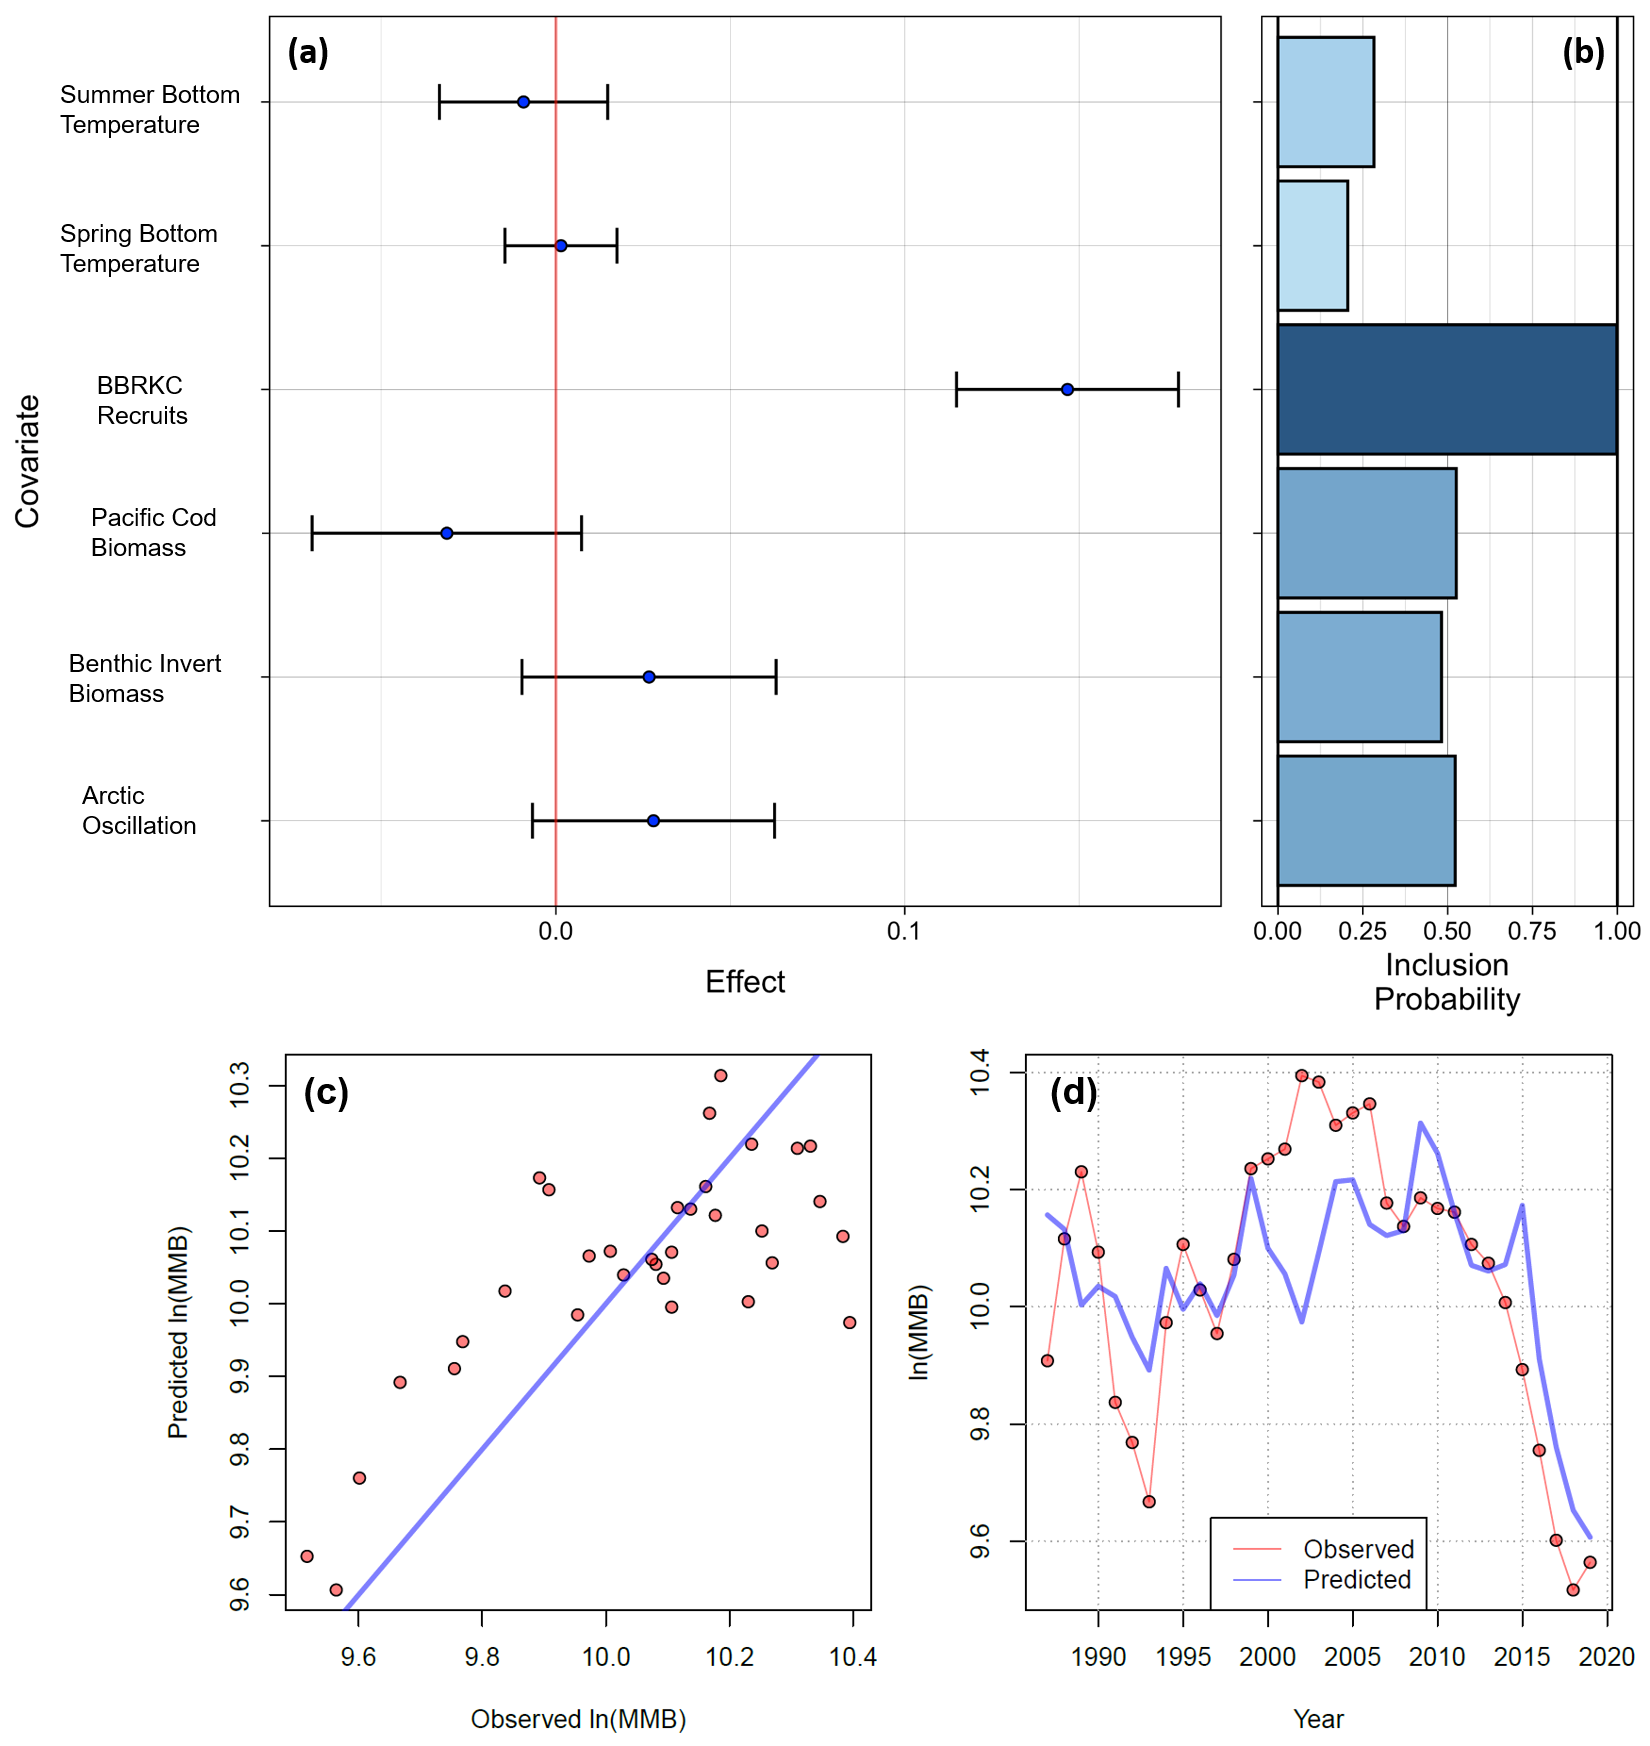 (a)
(b)
Summer Bottom
Temperature
Spring Bottom
Temperature
BBRKC
Recruits
Pacific Cod
Biomass
Benthic Invert
Biomass
Arctic
Oscillation
Covariate
0.0
0.1
Effect
0.00
0.25
0.50
0.75
1.00
Inclusion
Probability
(c)
10.3
10.2
10.1
10.0
9.9
9.8
9.7
9.6
Predicted ln(MMB)
9.6
9.8
10.0
10.2
10.4
Observed ln(MMB)
(d)
10.4
10.2
10.0
9.8
9.6
ln(MMB)
Observed
Predicted
1990
1995
2000
2005
2010
2015
2020
Year